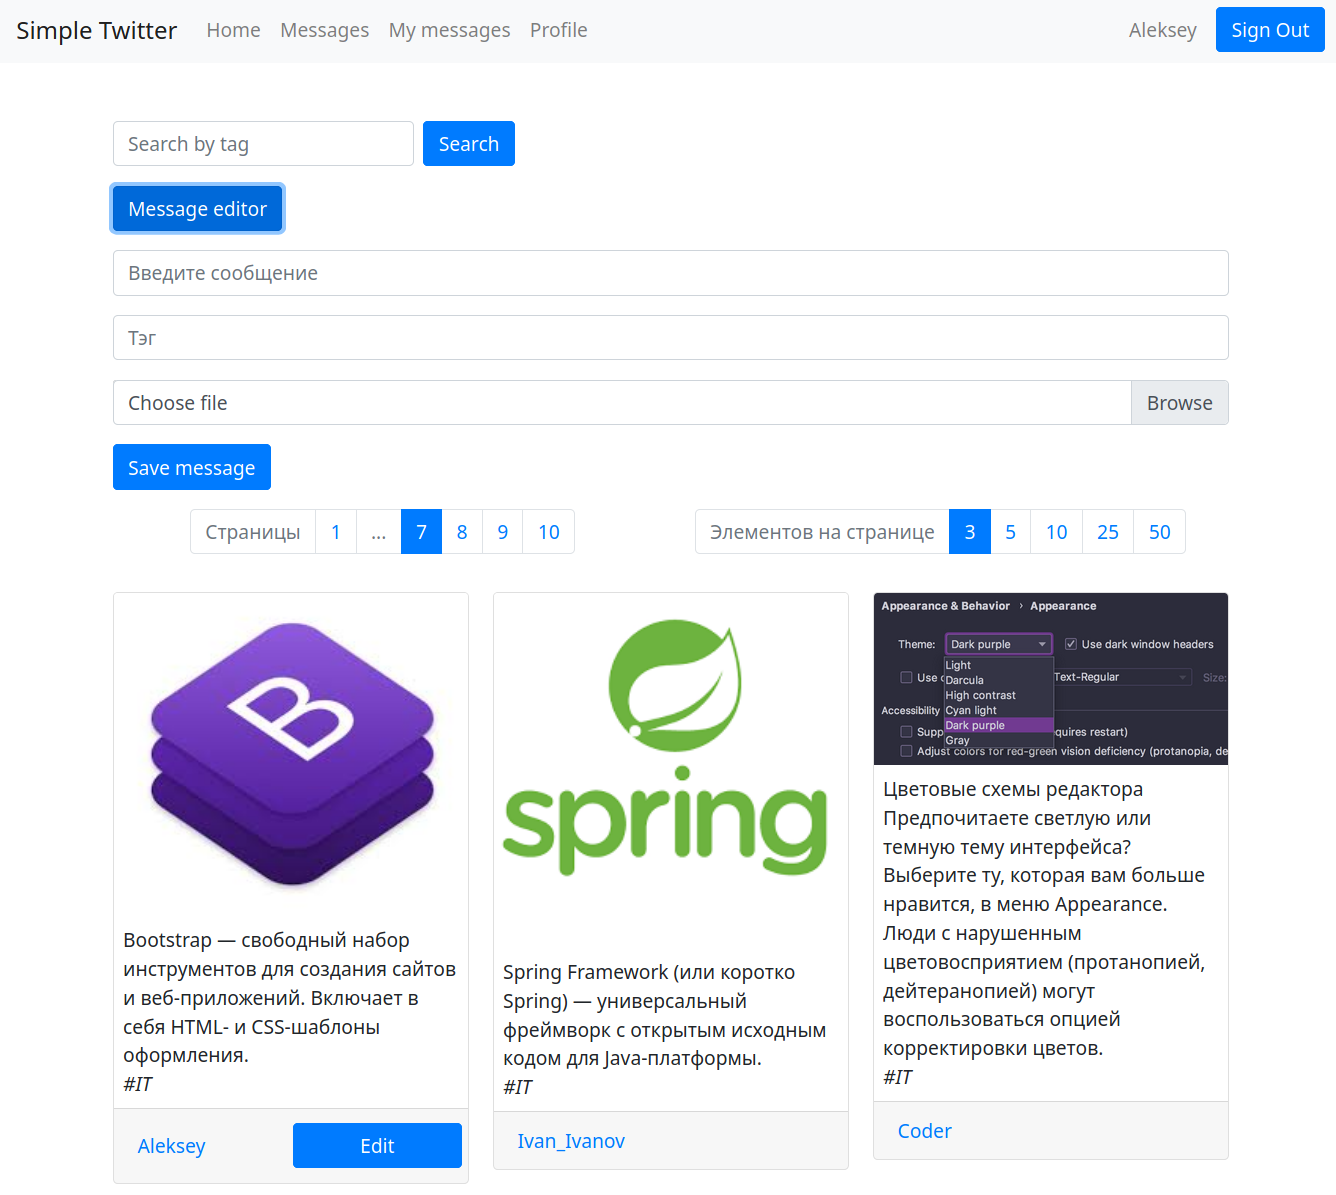 Simple Twitter Home Messages My messages Profile Aleksey Sign Out
Search by tag Search
Message editor
Введите сообщение
Тэг
Choose file Browse
Save message
Страницы 1 ... 7 8 9 10 Элементов на странице 3 5 10 25 50
B
Bootstrap — свободный набор
инструментов для создания сайтов
и веб-приложений. Включает в
себя HTML- и CSS-шаблоны
оформления.
#IT
Aleksey Edit
spring
Spring Framework (или коротко
Spring) — универсальный
фреймворк с открытым исходным
кодом для Java-платформы.
#IT
Ivan_Ivanov
Appearance & Behavior › Appearance
Theme: Dark purple Use dark window headers
Light
Darcula
High contrast
Cyan light
Dark purple
Gray
Use Text-Regular Size:
Accessibility
Supp quires restart)
Adjust colors for red-green vision deficiency (protanopia, de
Цветовые схемы редактора
Предпочитаете светлую или
темную тему интерфейса?
Выберите ту, которая вам больше
нравится, в меню Appearance.
Люди с нарушенным
цветовосприятием (протанопией,
дейтеранопией) могут
воспользоваться опцией
корректировки цветов.
#IT
Coder